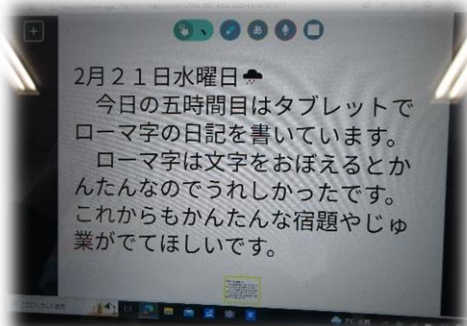 2月２１日水曜日🌨
　今日の五時間目はタブレットで
ローマ字の日記を書いています。
　ローマ字は文字をおぼえるとか
んたんなのでうれしかったです。
これからもかんたんな宿題やじゅ
業がでてほしいです。